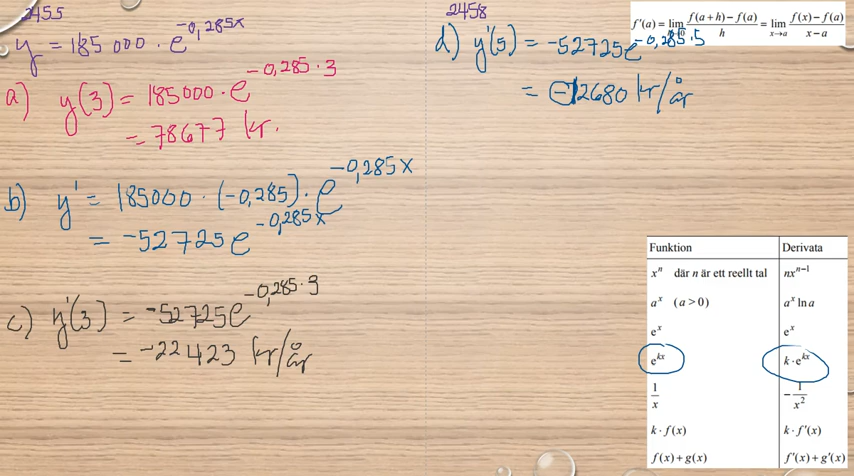 2455
y = 185 000 · e^(-0,285x)
a) y(3) = 185000 · e^(-0,285 · 3)
= 78677 kr.
b) y' = 185000 · (-0,285) · e^(-0,285x)
= -52725e^(-0,285x)
c) y'(3) = -52725e^(-0,285 · 3)
= -22423 kr/år
2458
d) y'(5) = -52725e^(-0,285 · 5)
= -12680 kr/år
f'(a) = lim f(a+h) − f(a) / h = lim x→a f(x) − f(a) / x − a
Funktion Derivata
x^n där n är ett reellt tal nx^(n−1)
a^x (a > 0) a^x ln a
e^x e^x
e^(kx) k · e^(kx)
1/x −1/x^2
k · f(x) k · f'(x)
f(x) + g(x) f'(x) + g'(x)